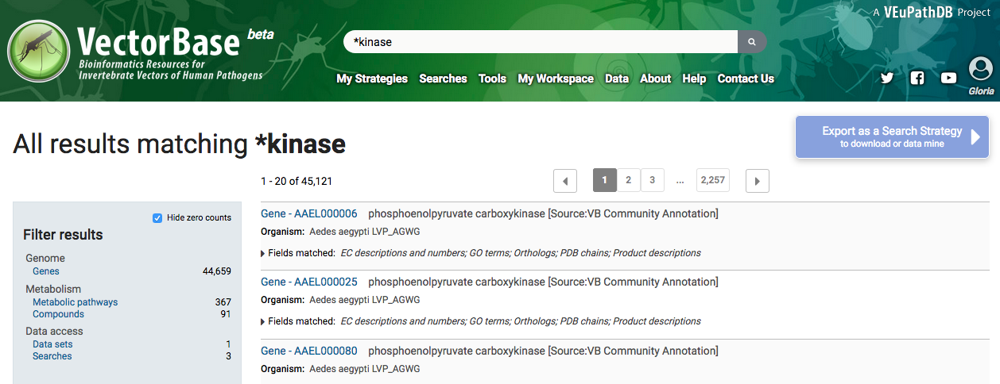 A VEuPathDB Project
VectorBase beta
Bioinformatics Resources for
Invertebrate Vectors of Human Pathogens
*kinase
My Strategies Searches Tools My Workspace Data About Help Contact Us
Gloria
All results matching *kinase
Export as a Search Strategy
to download or data mine
1 - 20 of 45,121
1 2 3 ... 2,257
Hide zero counts
Filter results
Genome
Genes 44,659
Metabolism
Metabolic pathways 367
Compounds 91
Data access
Data sets 1
Searches 3
Gene - AAEL000006 phosphoenolpyruvate carboxykinase [Source:VB Community Annotation]
Organism: Aedes aegypti LVP_AGWG
Fields matched: EC descriptions and numbers; GO terms; Orthologs; PDB chains; Product descriptions
Gene - AAEL000025 phosphoenolpyruvate carboxykinase [Source:VB Community Annotation]
Organism: Aedes aegypti LVP_AGWG
Fields matched: EC descriptions and numbers; GO terms; Orthologs; PDB chains; Product descriptions
Gene - AAEL000080 phosphoenolpyruvate carboxykinase [Source:VB Community Annotation]
Organism: Aedes aegypti LVP_AGWG